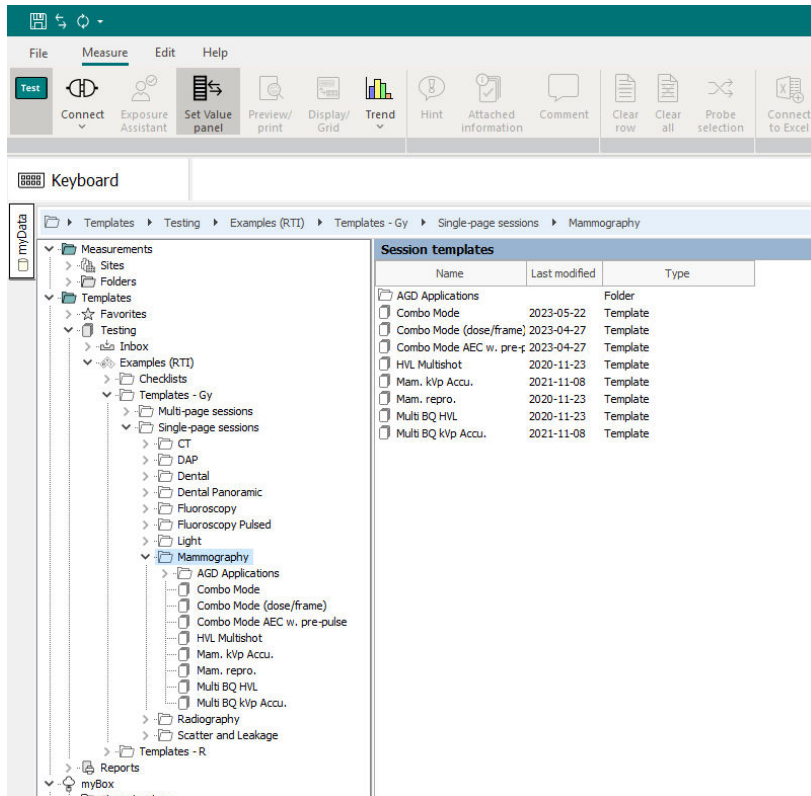 File Measure Edit Help
Test
Connect Exposure Assistant Set Value panel Preview/ print Display/ Grid Trend Hint Attached information Comment Clear row Clear all Probe selection Connect to Excel
Keyboard
myData
Templates Testing Examples (RTI) Templates - Gy Single-page sessions Mammography
Measurements
Sites
Folders
Templates
Favorites
Testing
Inbox
Examples (RTI)
Checklists
Templates - Gy
Multi-page sessions
Single-page sessions
CT
DAP
Dental
Dental Panoramic
Fluoroscopy
Fluoroscopy Pulsed
Light
Mammography
AGD Applications
Combo Mode
Combo Mode (dose/frame)
Combo Mode AEC w. pre-pulse
HVL Multishot
Mam. kVp Accu.
Mam. repro.
Multi BQ HVL
Multi BQ kVp Accu.
Radiography
Scatter and Leakage
Templates - R
Reports
myBox
Session templates
Name Last modified Type
AGD Applications Folder
Combo Mode 2023-05-22 Template
Combo Mode (dose/frame) 2023-04-27 Template
Combo Mode AEC w. pre-p 2023-04-27 Template
HVL Multishot 2020-11-23 Template
Mam. kVp Accu. 2021-11-08 Template
Mam. repro. 2020-11-23 Template
Multi BQ HVL 2020-11-23 Template
Multi BQ kVp Accu. 2021-11-08 Template